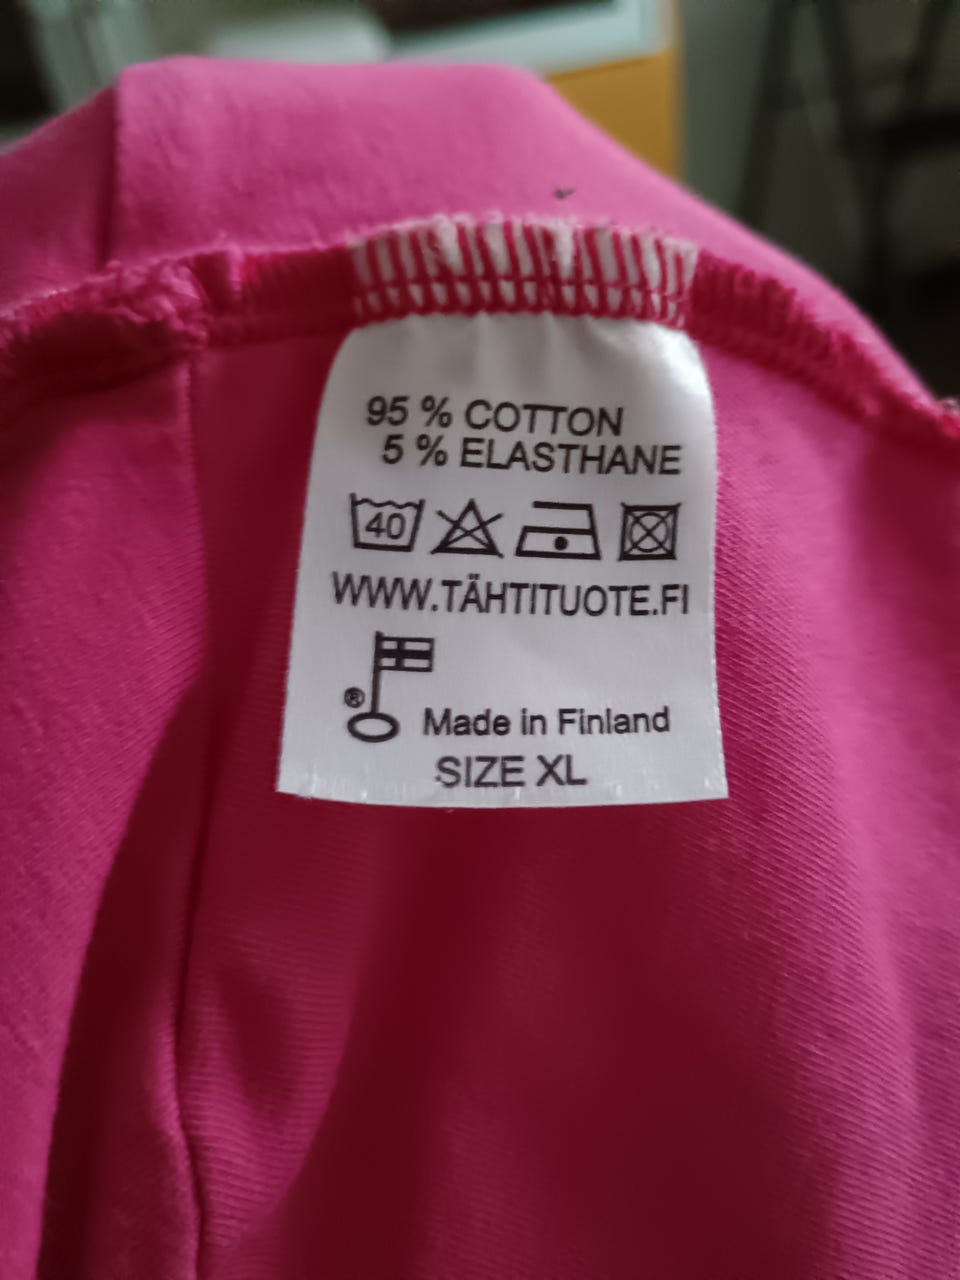 95 % COTTON
5 % ELASTHANE
40
WWW.TÄHTITUOTE.FI
®
Made in Finland
SIZE XL